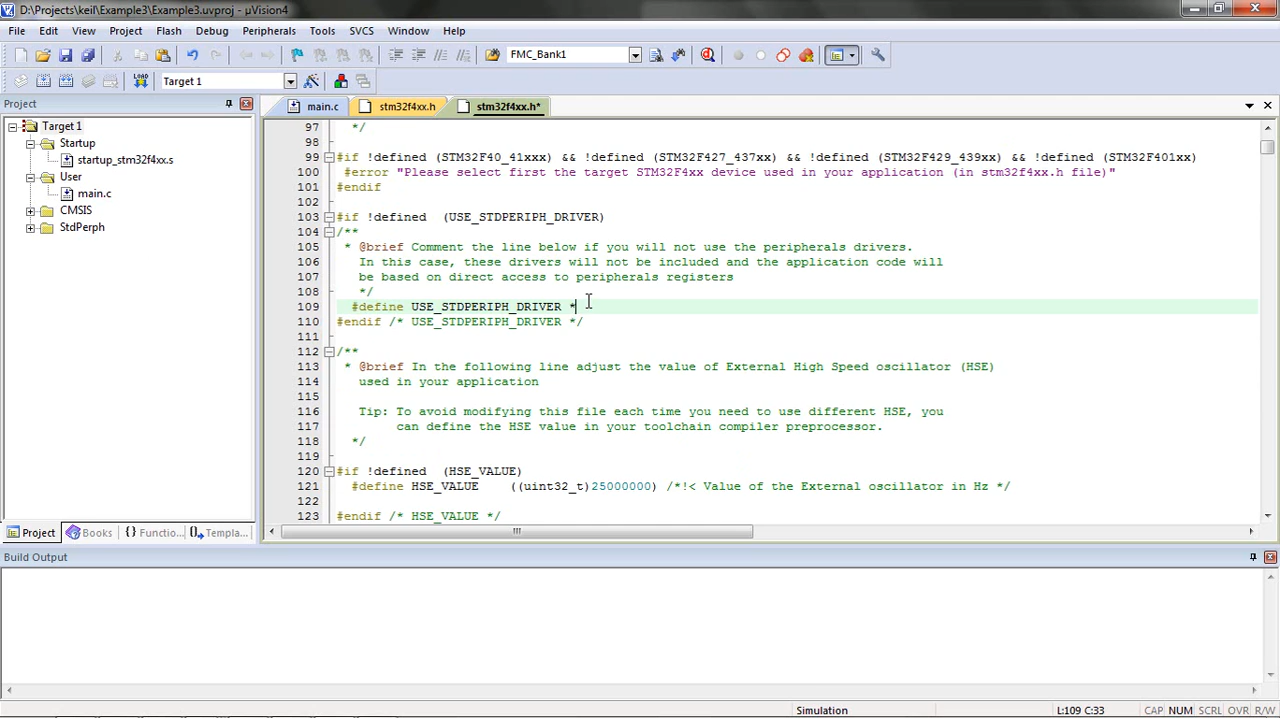 D:\Projects\keil\Example3\Example3.uvproj - µVision4
File Edit View Project Flash Debug Peripherals Tools SVCS Window Help
FMC_Bank1
LOAD Target 1
Project
main.c stm32f4xx.h stm32f4xx.h*
Target 1
Startup
startup_stm32f4xx.s
User
main.c
CMSIS
StdPerph
97 */
98
99 #if !defined (STM32F40_41xxx) && !defined (STM32F427_437xx) && !defined (STM32F429_439xx) && !defined (STM32F401xx)
100 #error "Please select first the target STM32F4xx device used in your application (in stm32f4xx.h file)"
101 #endif
102
103 #if !defined (USE_STDPERIPH_DRIVER)
104 /**
105 * @brief Comment the line below if you will not use the peripherals drivers.
106 In this case, these drivers will not be included and the application code will
107 be based on direct access to peripherals registers
108 */
109 #define USE_STDPERIPH_DRIVER *
110 #endif /* USE_STDPERIPH_DRIVER */
111
112 /**
113 * @brief In the following line adjust the value of External High Speed oscillator (HSE)
114 used in your application
115
116 Tip: To avoid modifying this file each time you need to use different HSE, you
117 can define the HSE value in your toolchain compiler preprocessor.
118 */
119
120 #if !defined (HSE_VALUE)
121 #define HSE_VALUE ((uint32_t)25000000) /*!< Value of the External oscillator in Hz */
122
123 #endif /* HSE_VALUE */
Project Books {} Functio... Templa...
Build Output
Simulation L:109 C:33 CAP NUM SCRL OVR R/W